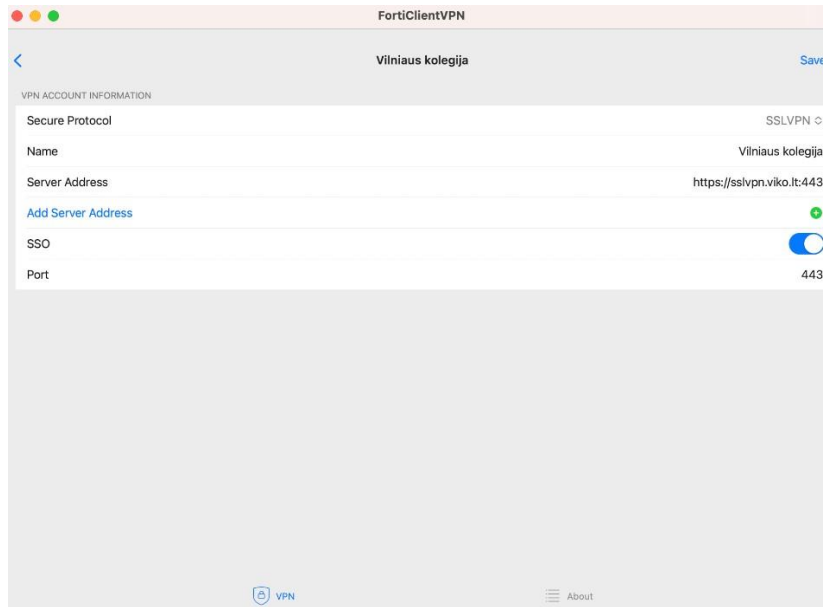 FortiClientVPN
Vilniaus kolegija Save
VPN ACCOUNT INFORMATION
Secure Protocol SSLVPN
Name Vilniaus kolegija
Server Address https://sslvpn.viko.lt:443
Add Server Address
SSO
Port 443
VPN About